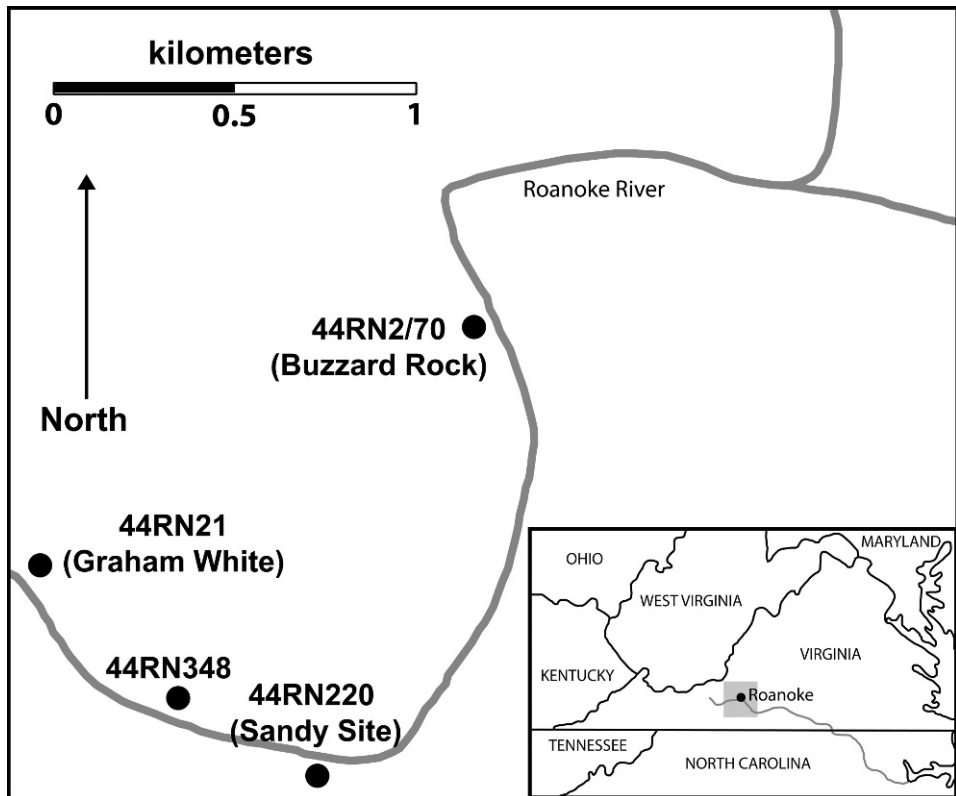 kilometers
0 0.5 1
Roanoke River
44RN2/70
(Buzzard Rock)
North
44RN21
(Graham White)
44RN348
44RN220
(Sandy Site)
OHIO
MARYLAND
WEST VIRGINIA
VIRGINIA
KENTUCKY
Roanoke
TENNESSEE
NORTH CAROLINA